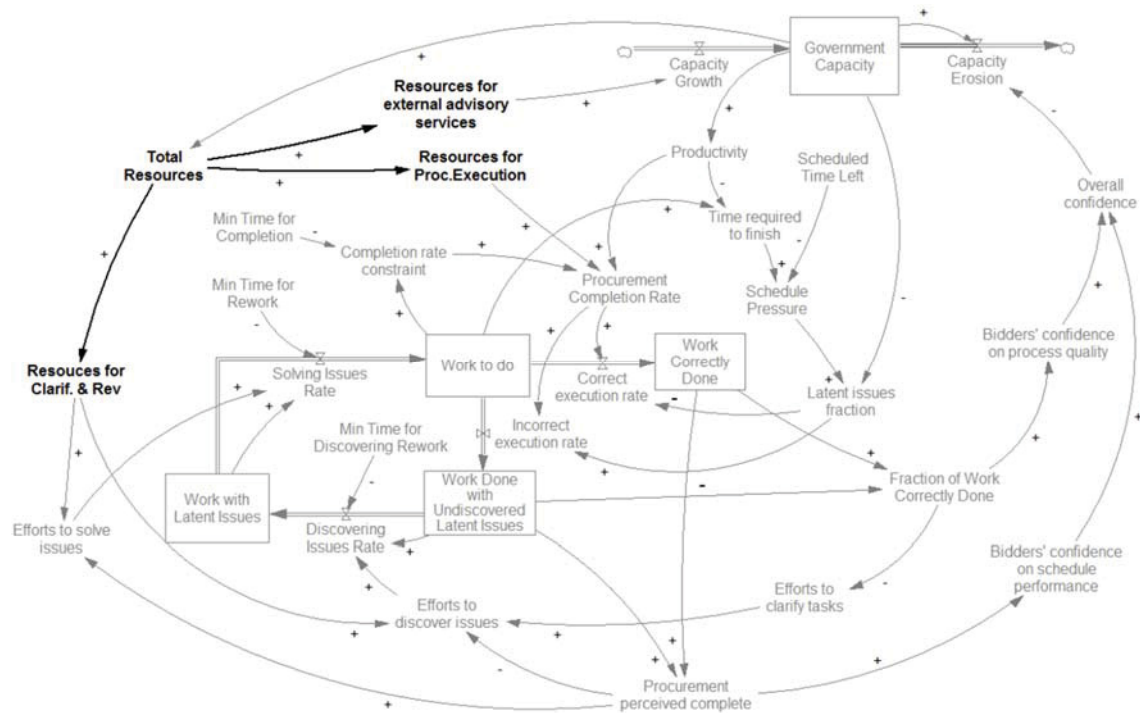 Government
Capacity
Capacity
Growth
Capacity
Erosion
Resources for
external advisory
services
Total
Resources
Resources for
Proc.Execution
Productivity
Scheduled
Time Left
Overall
confidence
Min Time for
Completion
Time required
to finish
Completion rate
constraint
Min Time for
Rework
Procurement
Completion Rate
Schedule
Pressure
Bidders' confidence
on process quality
Resouces for
Clarif. & Rev
Solving Issues
Rate
Work to do
Work
Correctly
Done
Correct
execution rate
Latent issues
fraction
Incorrect
execution rate
Min Time for
Discovering Rework
Work with
Latent Issues
Work Done
with
Undiscovered
Latent Issues
Fraction of Work
Correctly Done
Efforts to solve
issues
Discovering
Issues Rate
Bidders' confidence
on schedule
performance
Efforts to
discover issues
Efforts to
clarify tasks
Procurement
perceived complete